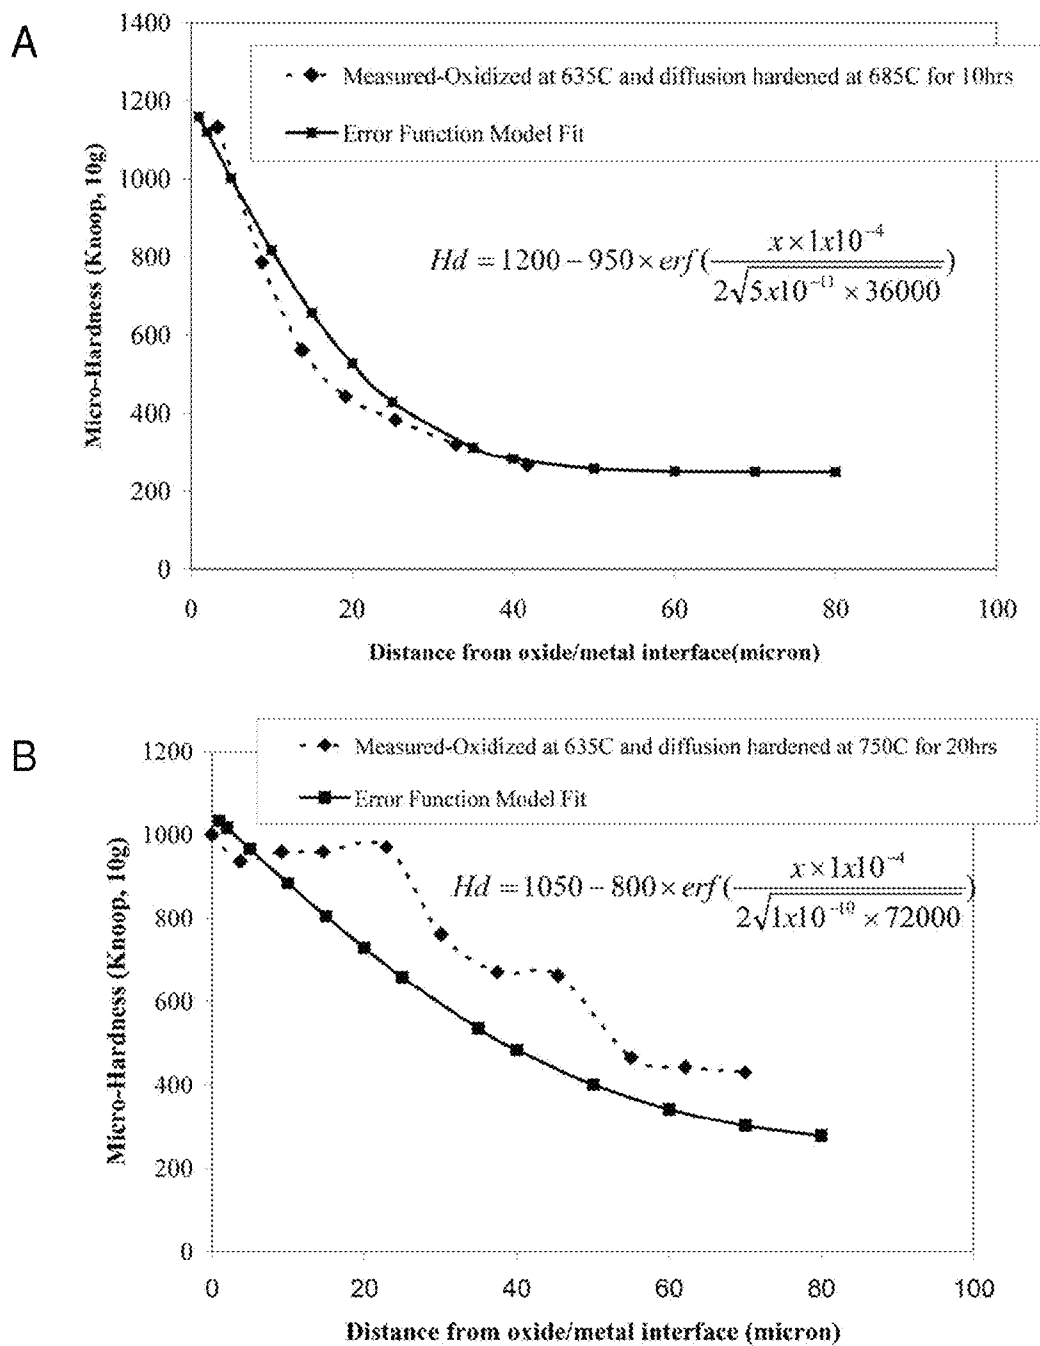 A
1400
1200
1000
800
600
400
200
0
Micro-Hardness (Knoop, 10g)
Measured-Oxidized at 635C and diffusion hardened at 685C for 10hrs
Error Function Model Fit
Hd = 1200 − 950 × erf( x × 1x10⁻⁴ / 2√5x10⁻¹¹ × 36000 )
0 20 40 60 80 100
Distance from oxide/metal interface(micron)
B
1200
1000
800
600
400
200
0
Micro-Hardness (Knoop, 10g)
Measured-Oxidized at 635C and diffusion hardened at 750C for 20hrs
Error Function Model Fit
Hd = 1050 − 800 × erf( x × 1x10⁻⁴ / 2√1x10⁻¹⁰ × 72000 )
0 20 40 60 80 100
Distance from oxide/metal interface (micron)